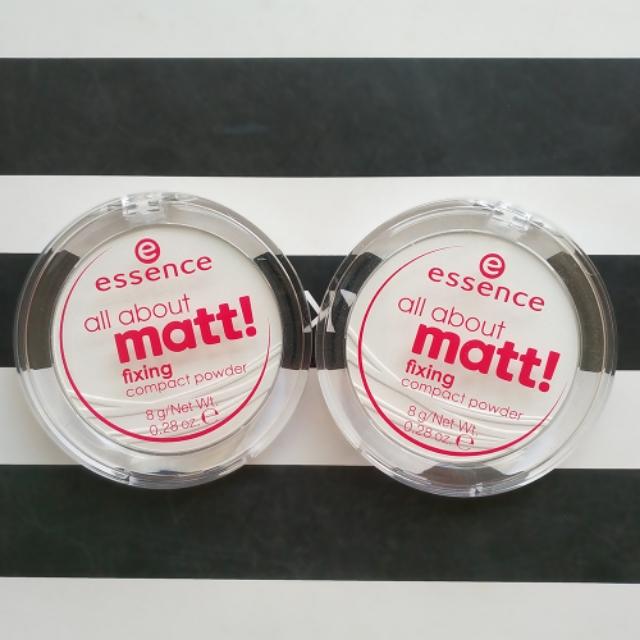 essence
all about
matt!
fixing
compact powder
8 g/Net Wt.
0.28 oz. ℮
essence
all about
matt!
fixing
compact powder
8 g/Net Wt.
0.28 oz. ℮